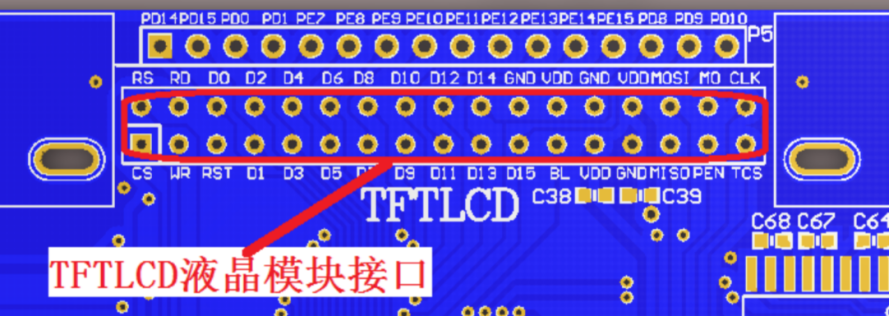 PD14 PD15 PD0 PD1 PE7 PE8 PE9 PE10 PE11 PE12 PE13 PE14 PE15 PD8 PD9 PD10
P5
RS RD D0 D2 D4 D6 D8 D10 D12 D14 GND VDD GND VDD MOSI MO CLK
CS WR RST D1 D3 D5 D9 D11 D13 D15 BL VDD GND MISO PEN TCS
TFTLCD
C38 C39
C68 C67 C64
TFTLCD液晶模块接口